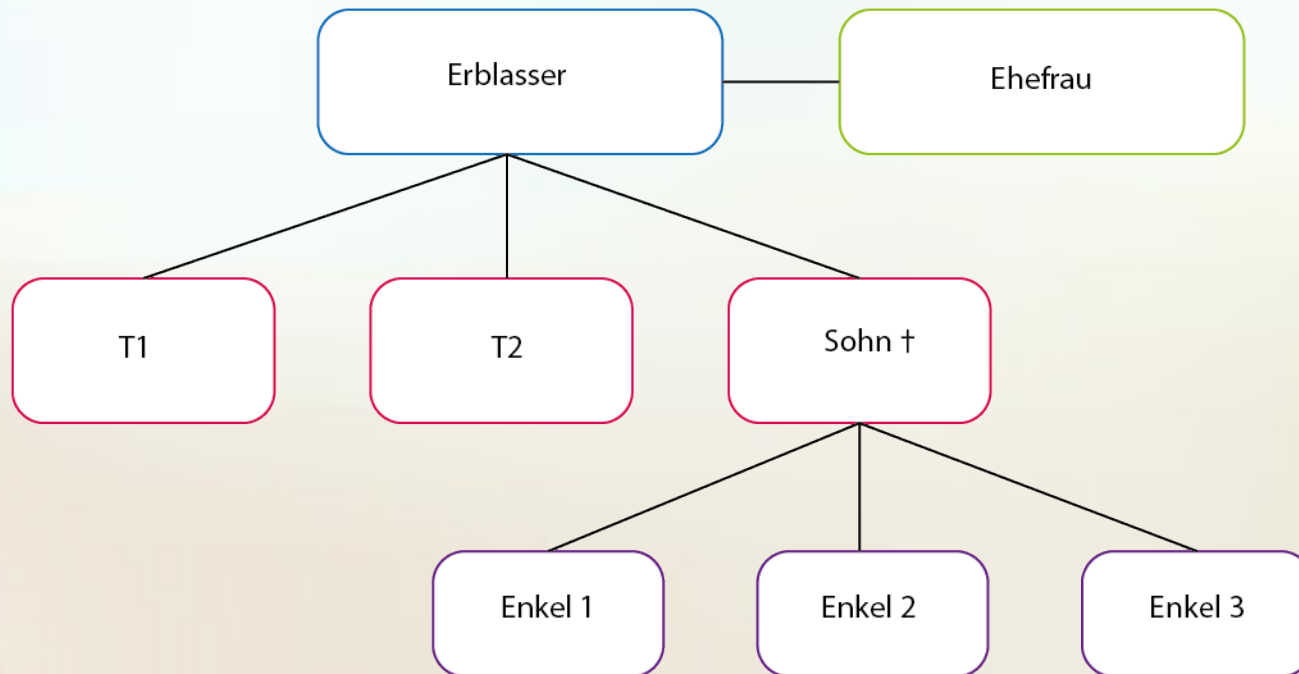 Erblasser
Ehefrau
T1
T2
Sohn †
Enkel 1
Enkel 2
Enkel 3